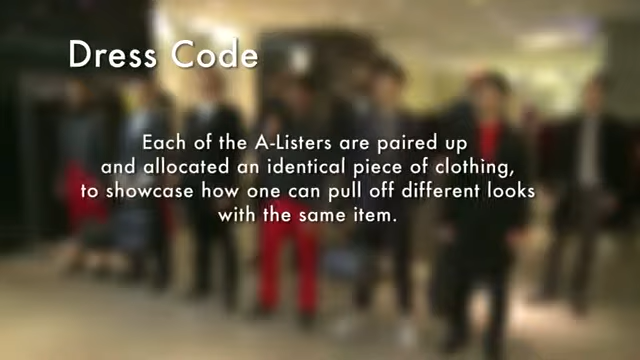 Dress Code
Each of the A-Listers are paired up
and allocated an identical piece of clothing,
to showcase how one can pull off different looks
with the same item.